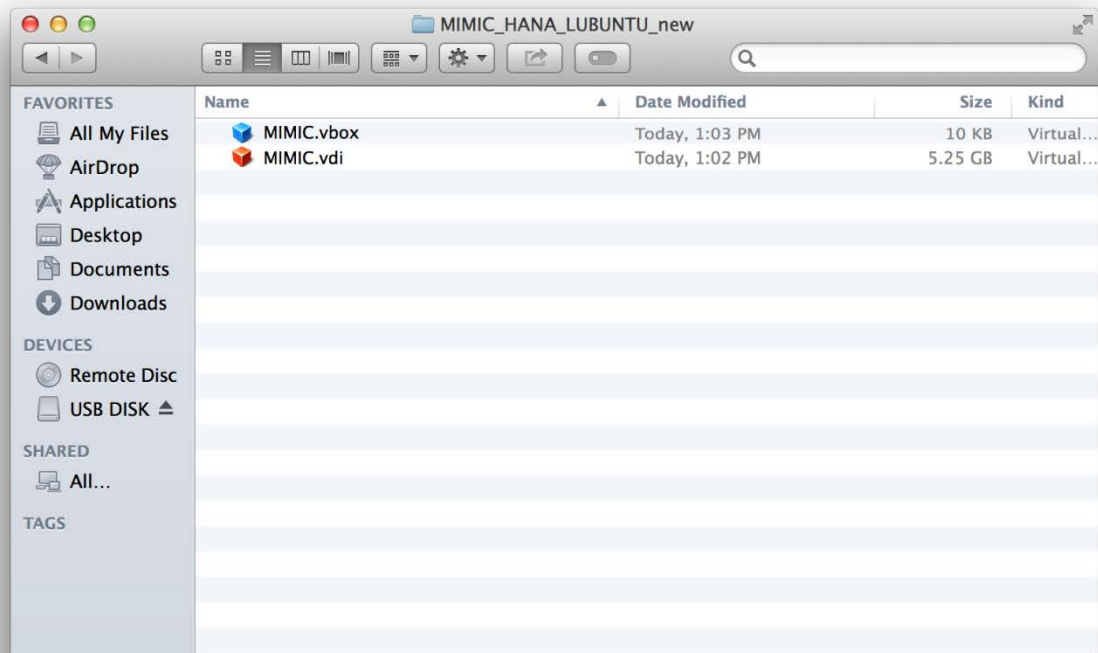 MIMIC_HANA_LUBUNTU_new
FAVORITES
All My Files
AirDrop
Applications
Desktop
Documents
Downloads
DEVICES
Remote Disc
USB DISK
SHARED
All...
TAGS
Name Date Modified Size Kind
MIMIC.vbox Today, 1:03 PM 10 KB Virtual...
MIMIC.vdi Today, 1:02 PM 5.25 GB Virtual...